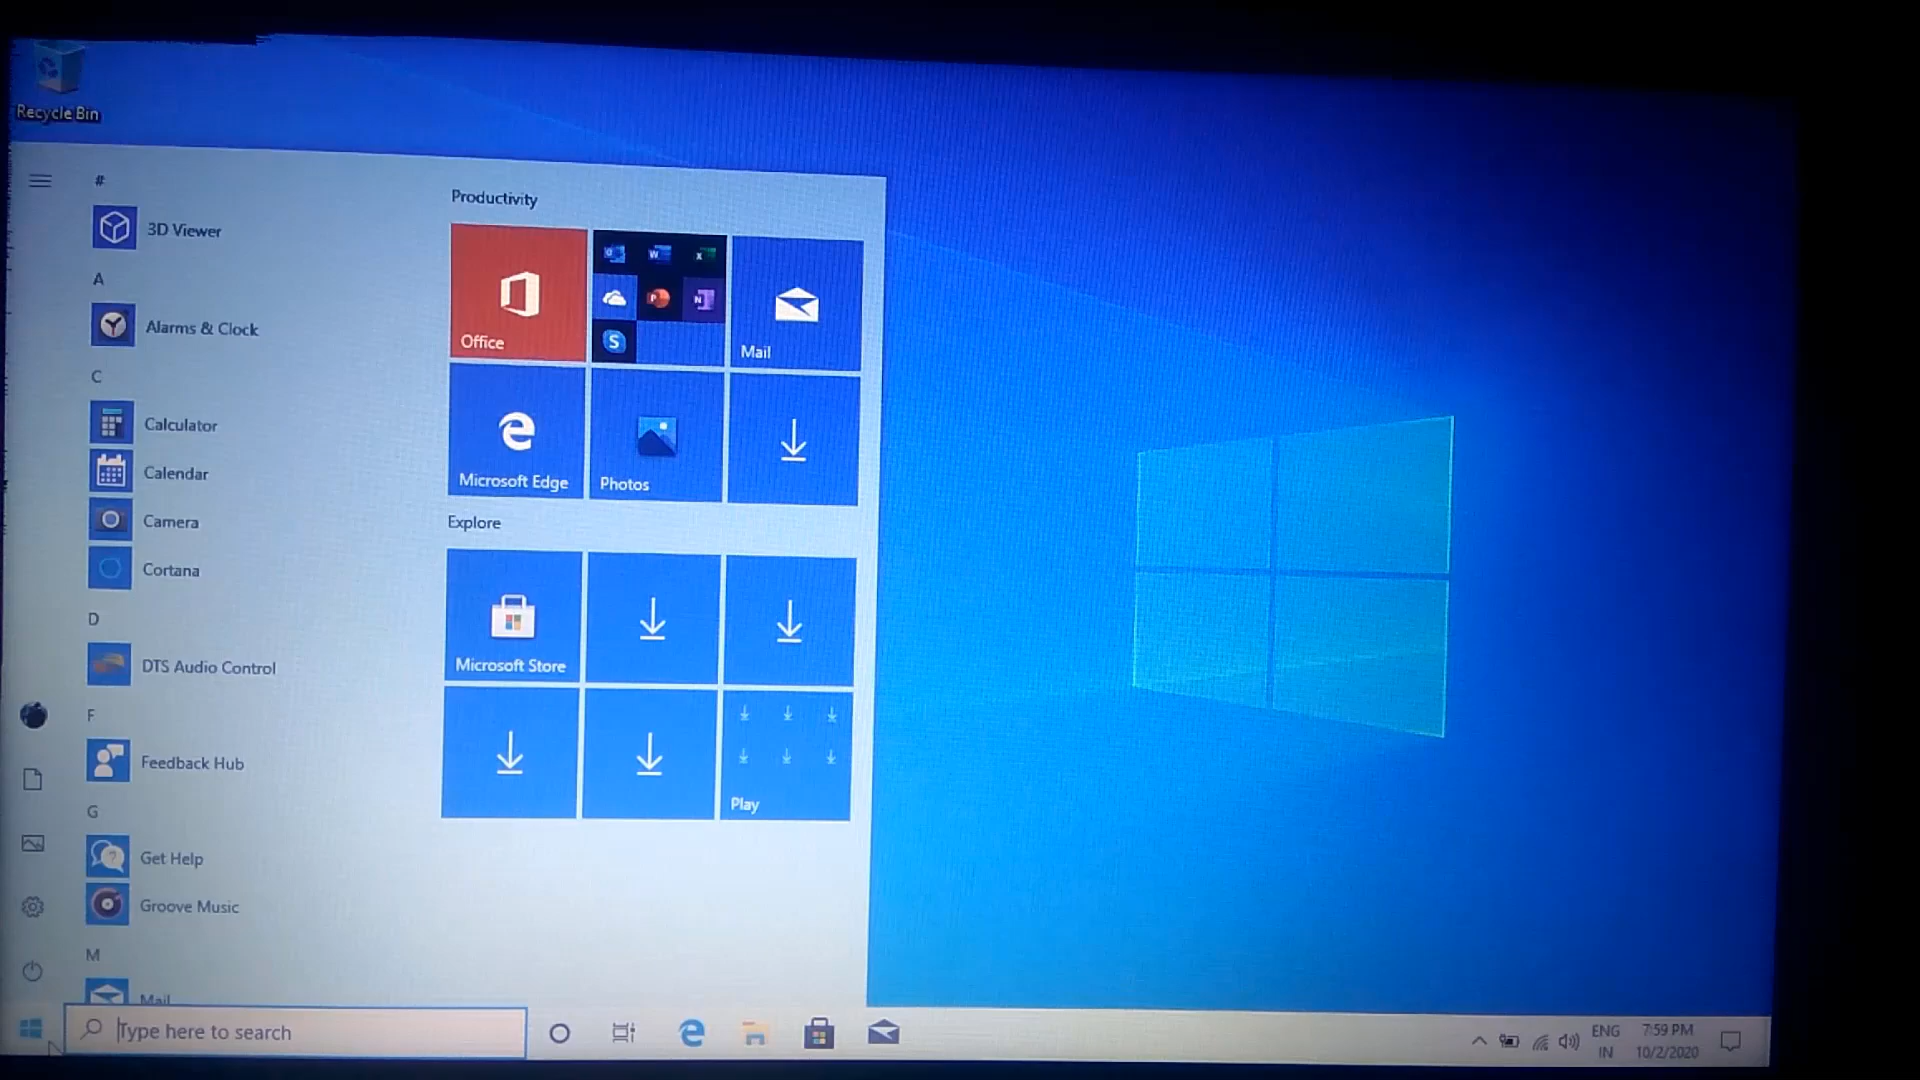 Recycle Bin
#
3D Viewer
A
Alarms & Clock
C
Calculator
Calendar
Camera
Cortana
D
DTS Audio Control
F
Feedback Hub
G
Get Help
Groove Music
M
Mail
Productivity
Office
Mail
Microsoft Edge
Photos
Explore
Microsoft Store
Play
Type here to search
ENG
IN
7:59 PM
10/2/2020